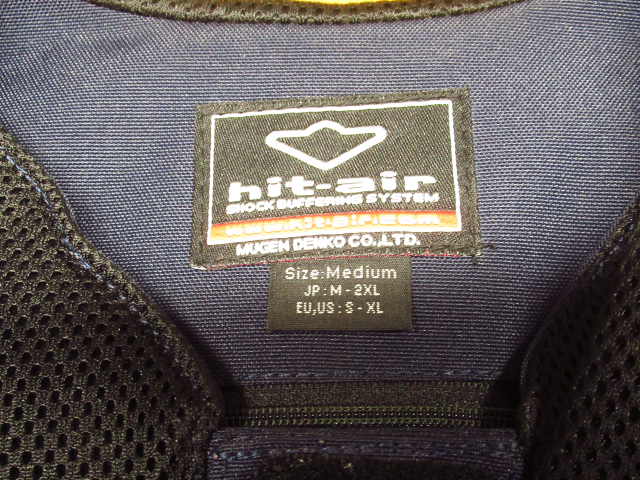 hit-air
SHOCK BUFFERING SYSTEM
www.hit-air.com
MUGEN DENKO CO.,LTD.
Size:Medium
JP : M - 2XL
EU,US : S - XL